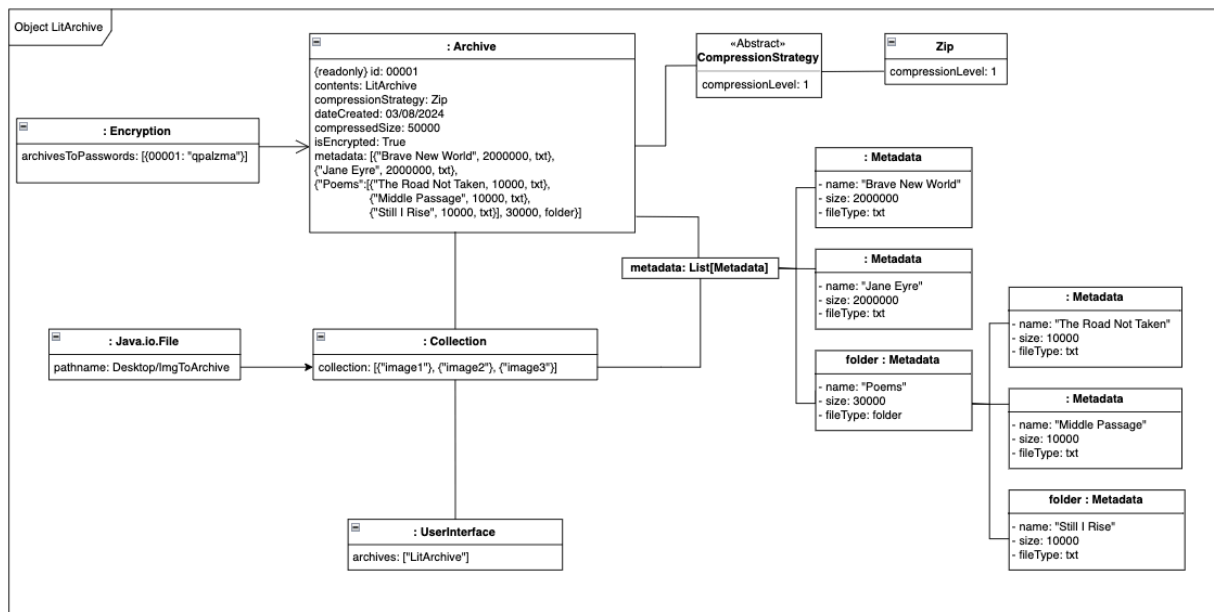 Object LitArchive
: Archive
{readonly} id: 00001
contents: LitArchive
compressionStrategy: Zip
dateCreated: 03/08/2024
compressedSize: 50000
isEncrypted: True
metadata: [{"Brave New World", 2000000, txt},
{"Jane Eyre", 2000000, txt},
{"Poems":[{"The Road Not Taken, 10000, txt},
{"Middle Passage", 10000, txt},
{"Still I Rise", 10000, txt}], 30000, folder}]
«Abstract»
CompressionStrategy
compressionLevel: 1
Zip
compressionLevel: 1
: Encryption
archivesToPasswords: [{00001: "qpalzma"}]
metadata: List[Metadata]
: Metadata
- name: "Brave New World"
- size: 2000000
- fileType: txt
: Metadata
- name: "Jane Eyre"
- size: 2000000
- fileType: txt
folder : Metadata
- name: "Poems"
- size: 30000
- fileType: folder
: Metadata
- name: "The Road Not Taken"
- size: 10000
- fileType: txt
: Metadata
- name: "Middle Passage"
- size: 10000
- fileType: txt
folder : Metadata
- name: "Still I Rise"
- size: 10000
- fileType: txt
: Java.io.File
pathname: Desktop/ImgToArchive
: Collection
collection: [{"image1"}, {"image2"}, {"image3"}]
: UserInterface
archives: ["LitArchive"]